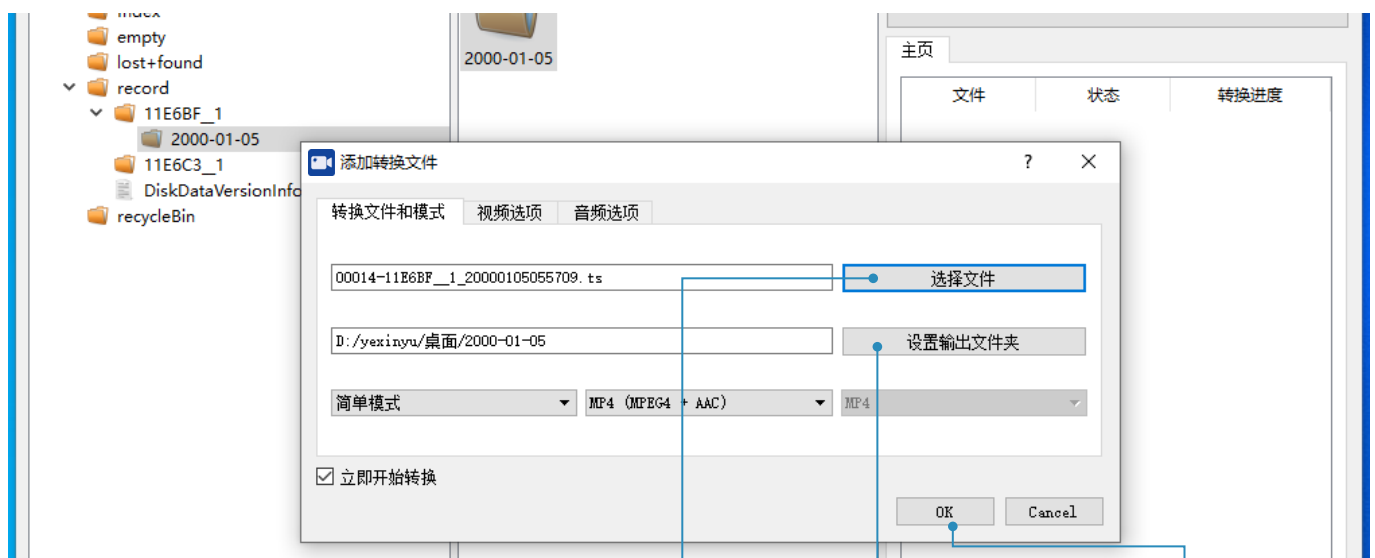 index
empty
lost+found
record
11E6BF__1
2000-01-05
11E6C3__1
DiskDataVersionInfo
recycleBin
2000-01-05
主页
文件 状态 转换进度
添加转换文件 ?
转换文件和模式 视频选项 音频选项
00014-11E6BF__1_20000105055709.ts 选择文件
D:/yexinyu/桌面/2000-01-05 设置输出文件夹
简单模式 MP4 (MPEG4 + AAC) MP4
立即开始转换
OK Cancel